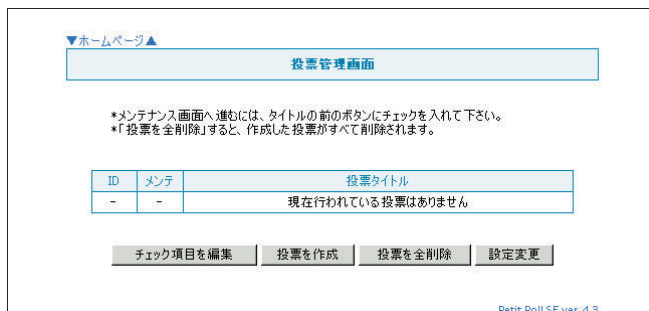 ▼ホームページ▲
投票管理画面
*メンテナンス画面へ進むには、タイトルの前のボタンにチェックを入れて下さい。
*「投票を全削除」すると、作成した投票がすべて削除されます。
ID メンテ 投票タイトル
- - 現在行われている投票はありません
チェック項目を編集 投票を作成 投票を全削除 設定変更
Petit Poll SE ver. 4.3